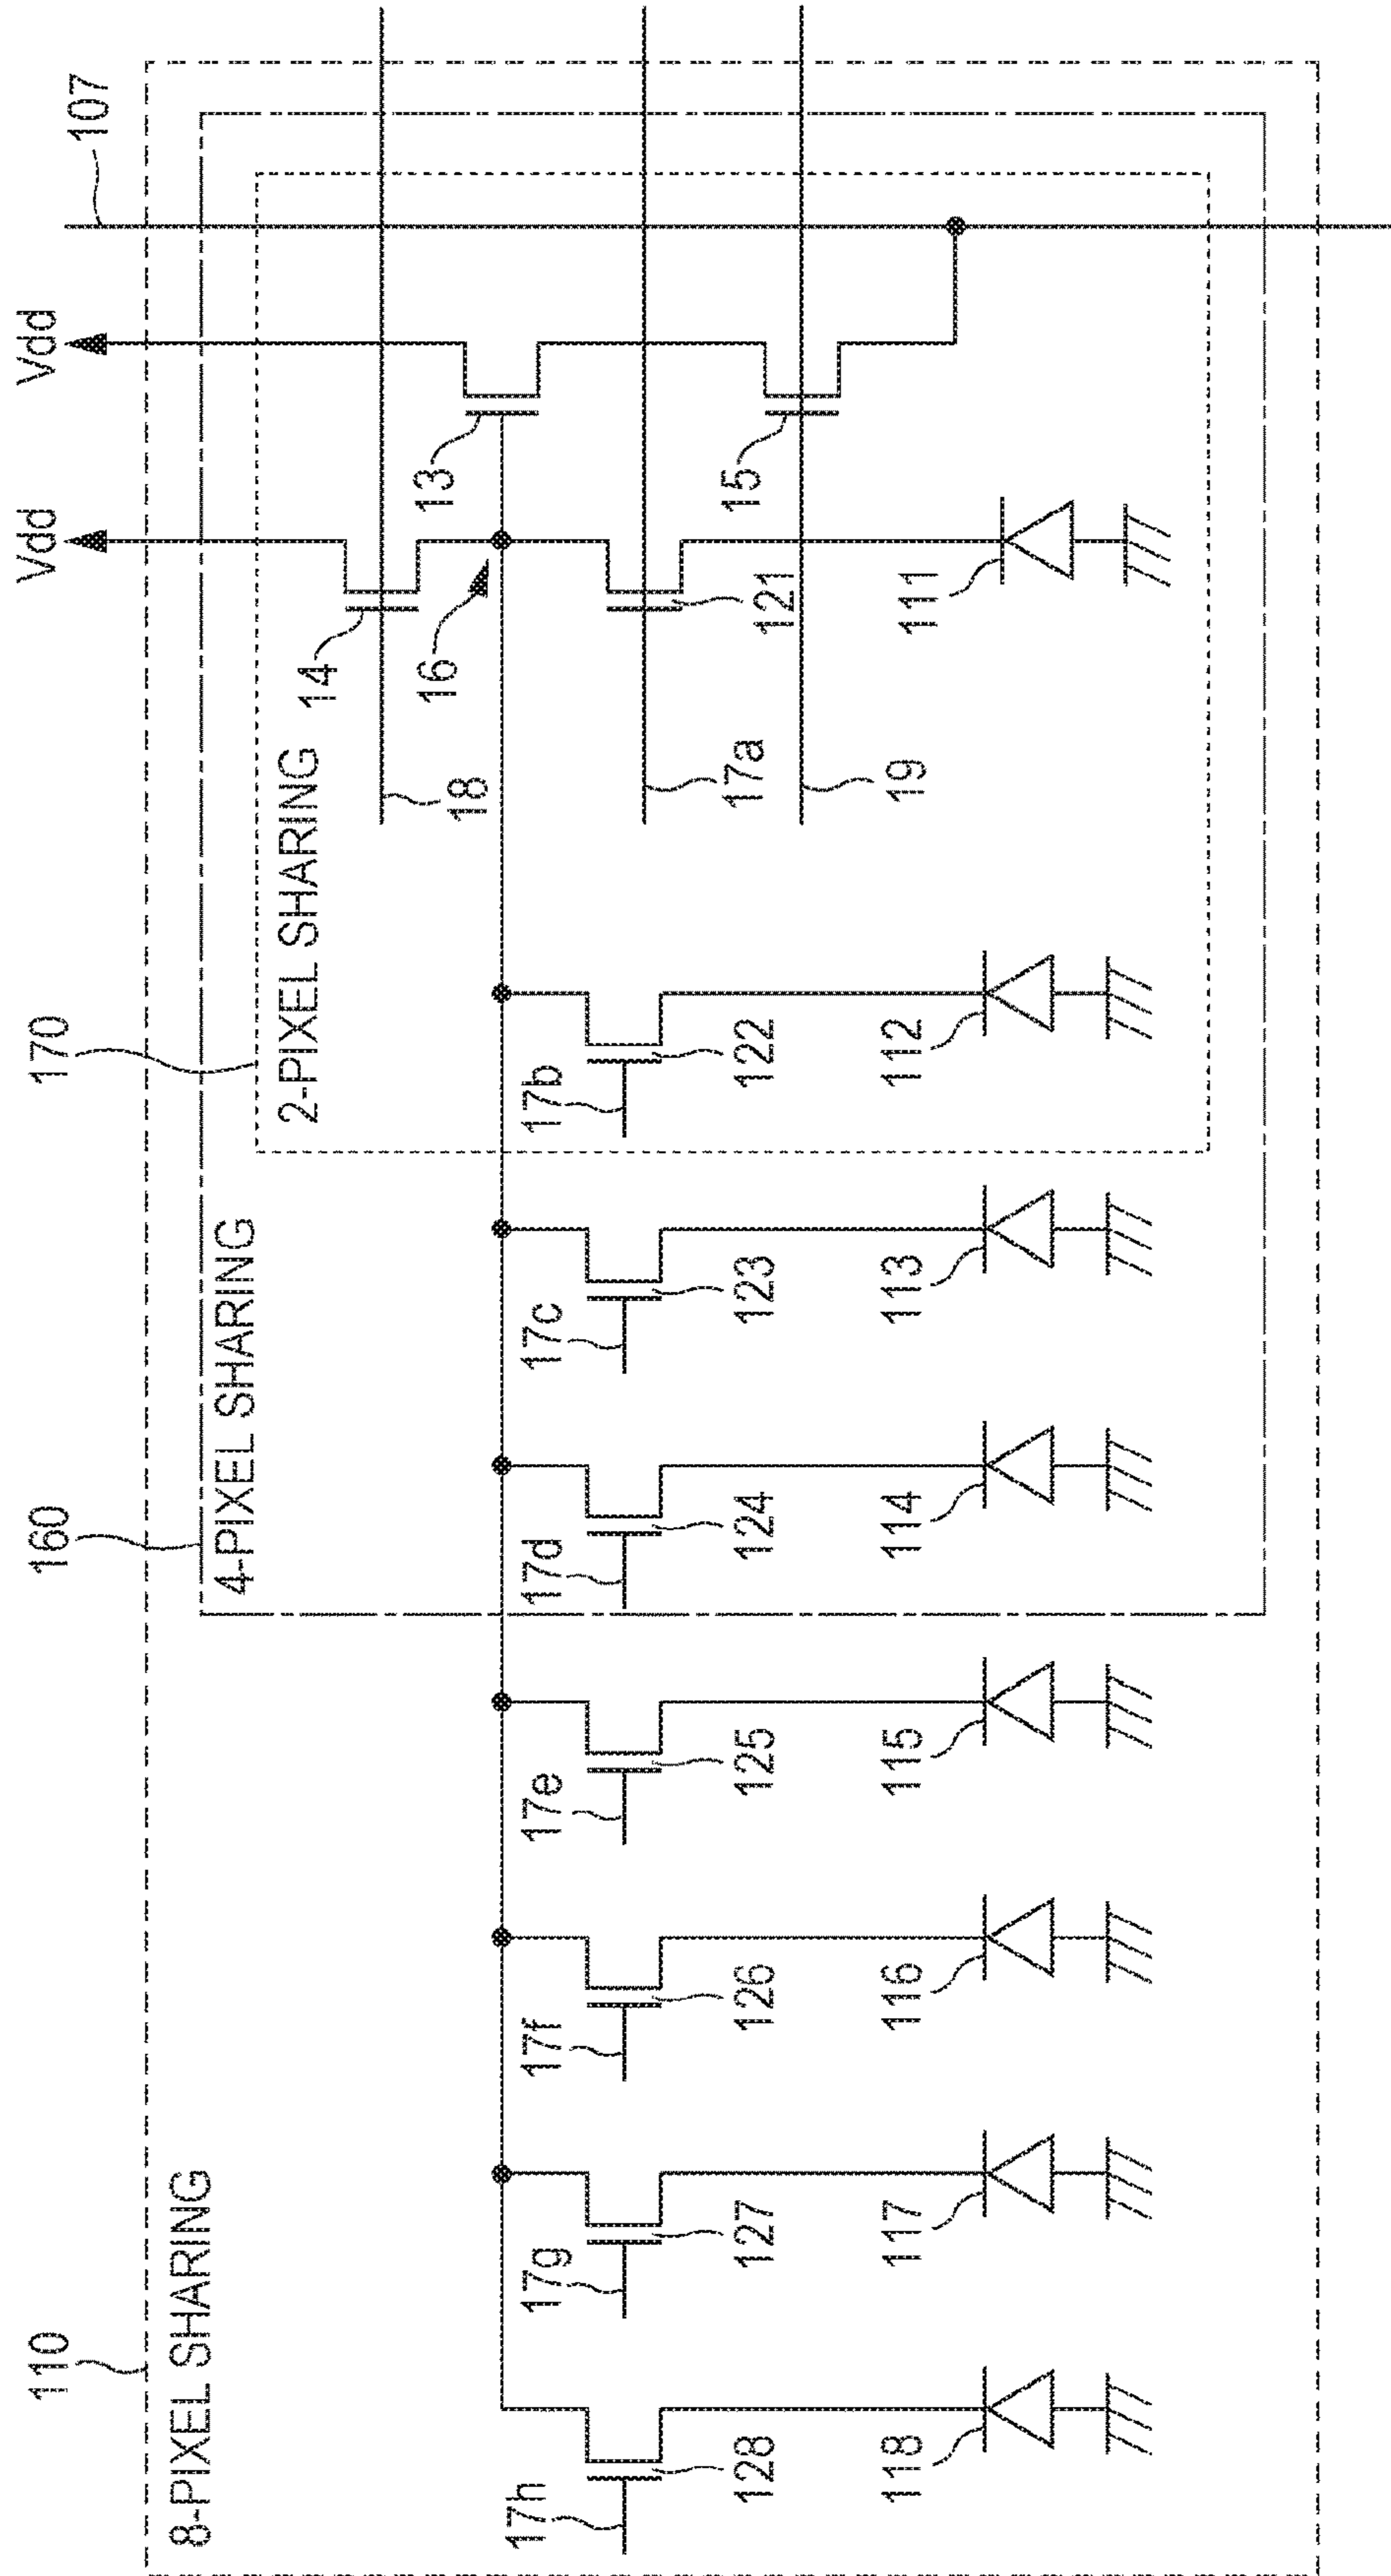 110
160
170
107
8-PIXEL SHARING
4-PIXEL SHARING
2-PIXEL SHARING
Vdd
Vdd
14
13
16
18
17h
17g
17f
17e
17d
17c
17b
17a
15
19
128
127
126
125
124
123
122
121
118
117
116
115
114
113
112
111